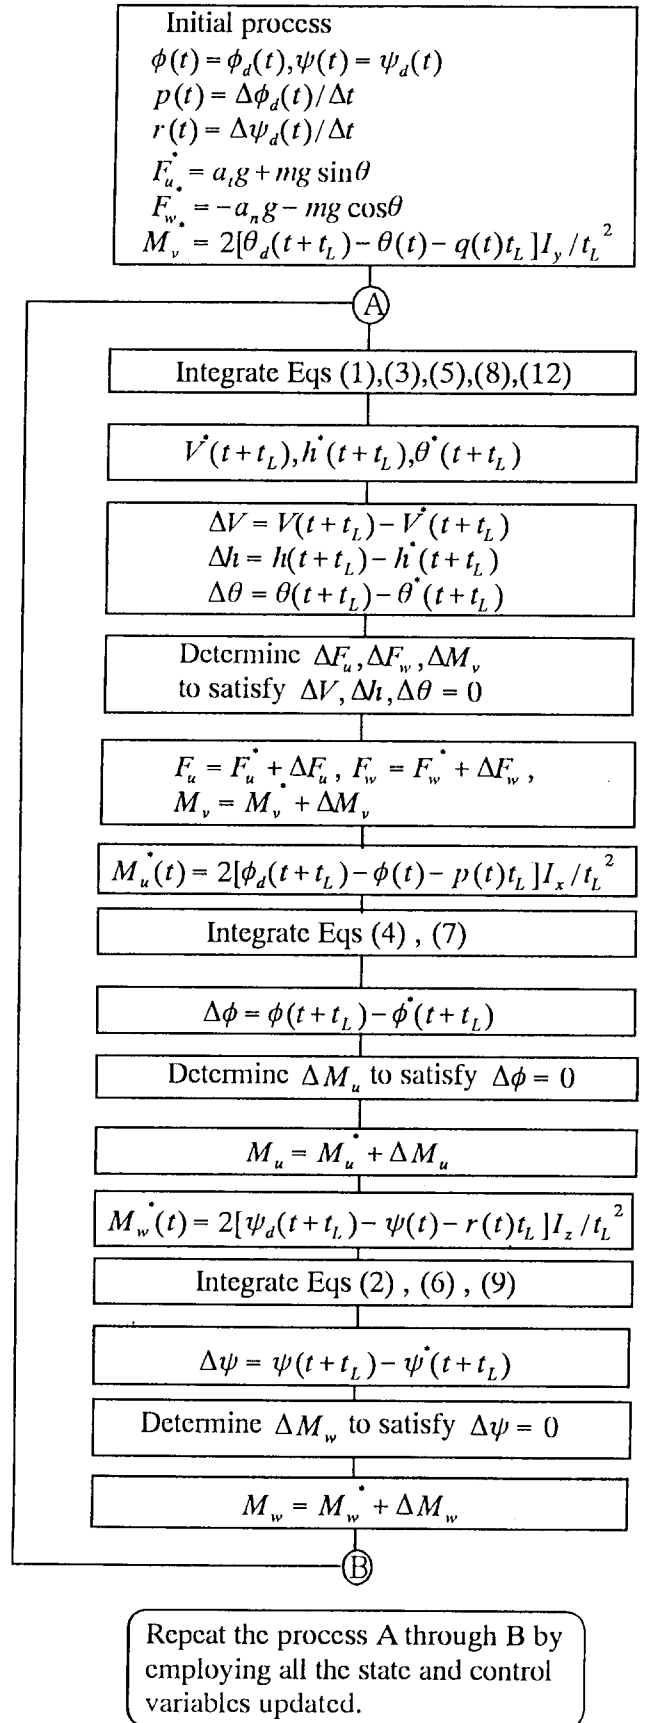 Initial process
ϕ(t) = ϕ_d(t), ψ(t) = ψ_d(t)
p(t) = Δϕ_d(t)/Δt
r(t) = Δψ_d(t)/Δt
F_u^* = a_t g + mg sinθ
F_w^* = −a_n g − mg cosθ
M_v^* = 2[θ_d(t + t_L) − θ(t) − q(t)t_L]I_y/t_L^2
A
Integrate Eqs (1),(3),(5),(8),(12)
V^*(t + t_L), h^*(t + t_L), θ^*(t + t_L)
ΔV = V(t + t_L) − V^*(t + t_L)
Δh = h(t + t_L) − h^*(t + t_L)
Δθ = θ(t + t_L) − θ^*(t + t_L)
Determine ΔF_u, ΔF_w, ΔM_v
to satisfy ΔV, Δh, Δθ = 0
F_u = F_u^* + ΔF_u , F_w = F_w^* + ΔF_w ,
M_v = M_v^* + ΔM_v
M_u^*(t) = 2[ϕ_d(t + t_L) − ϕ(t) − p(t)t_L]I_x/t_L^2
Integrate Eqs (4) , (7)
Δϕ = ϕ(t + t_L) − ϕ^*(t + t_L)
Determine ΔM_u to satisfy Δϕ = 0
M_u = M_u^* + ΔM_u
M_w^*(t) = 2[ψ_d(t + t_L) − ψ(t) − r(t)t_L]I_z/t_L^2
Integrate Eqs (2) , (6) , (9)
Δψ = ψ(t + t_L) − ψ^*(t + t_L)
Determine ΔM_w to satisfy Δψ = 0
M_w = M_w^* + ΔM_w
B
Repeat the process A through B by
employing all the state and control
variables updated.